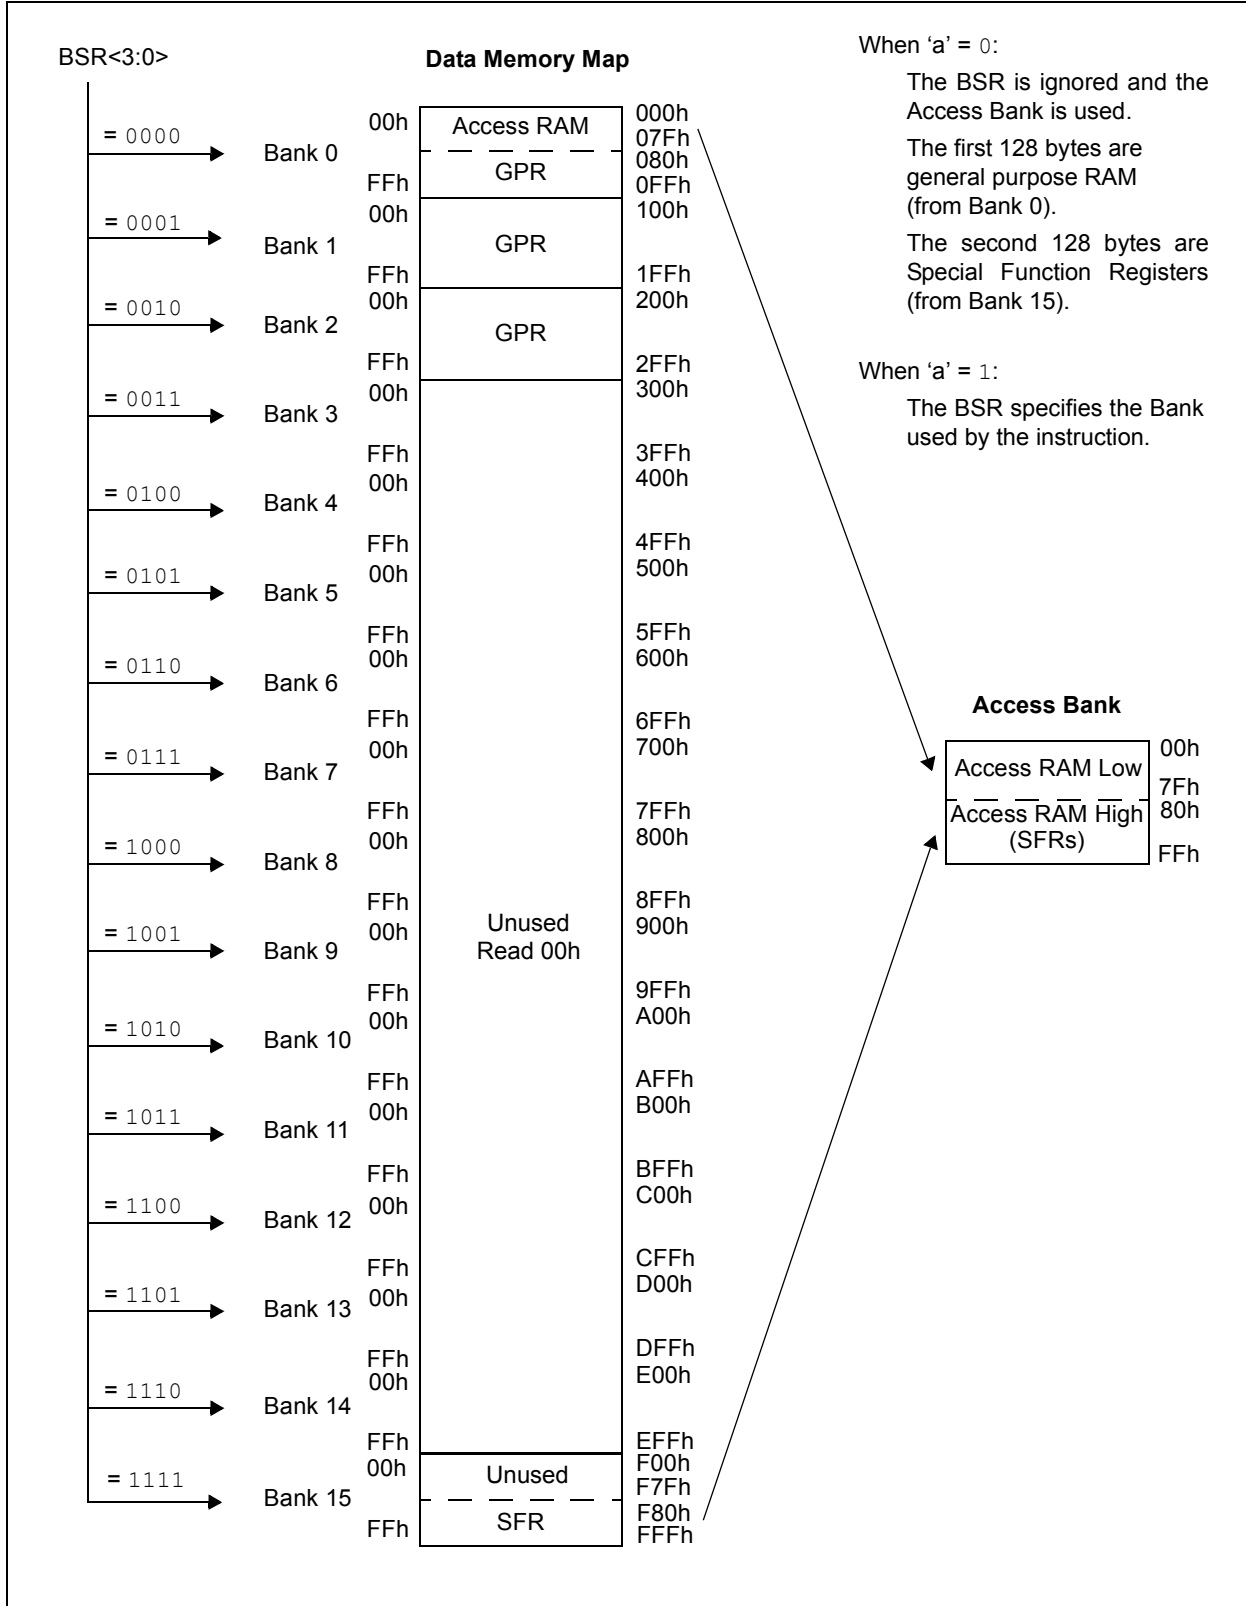 BSR<3:0>
Data Memory Map
When ‘a’ = 0:
The BSR is ignored and the
Access Bank is used.
The first 128 bytes are
general purpose RAM
(from Bank 0).
The second 128 bytes are
Special Function Registers
(from Bank 15).
When ‘a’ = 1:
The BSR specifies the Bank
used by the instruction.
= 0000
Bank 0
00h
FFh
Access RAM
GPR
000h
07Fh
080h
0FFh
= 0001
Bank 1
00h
FFh
GPR
100h
1FFh
= 0010
Bank 2
00h
FFh
GPR
200h
2FFh
= 0011
Bank 3
00h
FFh
300h
3FFh
= 0100
Bank 4
00h
FFh
400h
4FFh
= 0101
Bank 5
00h
FFh
500h
5FFh
= 0110
Bank 6
00h
FFh
600h
6FFh
= 0111
Bank 7
00h
FFh
700h
7FFh
= 1000
Bank 8
00h
FFh
800h
8FFh
= 1001
Bank 9
00h
FFh
Unused
Read 00h
900h
9FFh
= 1010
Bank 10
00h
FFh
A00h
AFFh
= 1011
Bank 11
00h
FFh
B00h
BFFh
= 1100
Bank 12
00h
FFh
C00h
CFFh
= 1101
Bank 13
00h
FFh
D00h
DFFh
= 1110
Bank 14
00h
FFh
E00h
EFFh
= 1111
Bank 15
00h
FFh
Unused
SFR
F00h
F7Fh
F80h
FFFh
Access Bank
Access RAM Low
Access RAM High
(SFRs)
00h
7Fh
80h
FFh